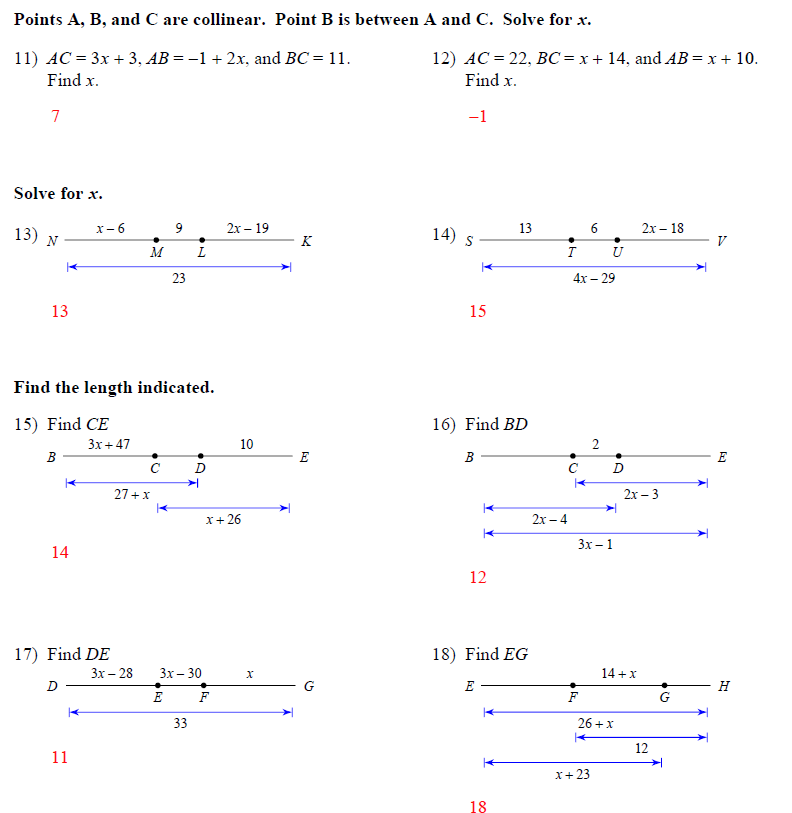 Points A, B, and C are collinear. Point B is between A and C. Solve for x.
11) AC = 3x + 3, AB = −1 + 2x, and BC = 11.
Find x.
7
12) AC = 22, BC = x + 14, and AB = x + 10.
Find x.
−1
Solve for x.
13) N x – 6 M 9 L 2x – 19 K
23
13
14) S 13 T 6 U 2x – 18 V
4x – 29
15
Find the length indicated.
15) Find CE
3x + 47 10
B C D E
27 + x
x + 26
14
16) Find BD
2
B C D E
2x – 3
2x – 4
3x – 1
12
17) Find DE
3x – 28 3x – 30 x
D E F G
33
11
18) Find EG
14 + x
E F G H
26 + x
12
x + 23
18